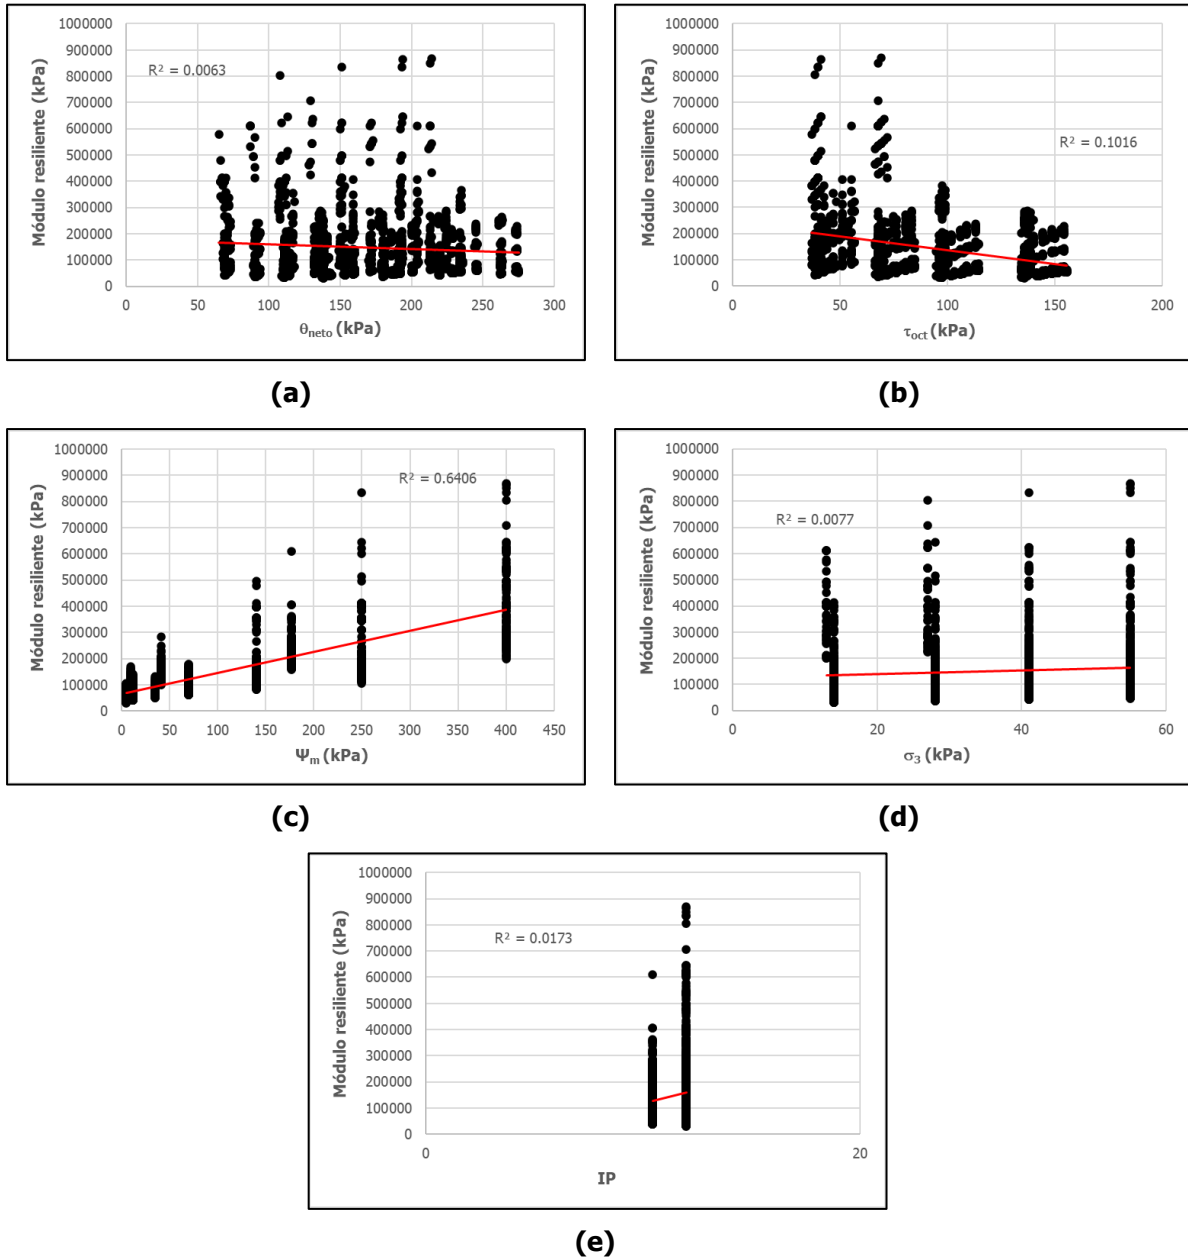 1000000
900000
800000
700000
600000
500000
400000
300000
200000
100000
0
Módulo resiliente (kPa)
R² = 0.0063
0 50 100 150 200 250 300
θneto (kPa)
(a)
1000000
900000
800000
700000
600000
500000
400000
300000
200000
100000
0
Módulo resiliente (kPa)
R² = 0.1016
0 50 100 150 200
τoct (kPa)
(b)
1000000
900000
800000
700000
600000
500000
400000
300000
200000
100000
0
Módulo resiliente (kPa)
R² = 0.6406
0 50 100 150 200 250 300 350 400 450
Ψm (kPa)
(c)
1000000
900000
800000
700000
600000
500000
400000
300000
200000
100000
0
Módulo resiliente (kPa)
R² = 0.0077
0 20 40 60
σ3 (kPa)
(d)
1000000
900000
800000
700000
600000
500000
400000
300000
200000
100000
0
Módulo resiliente (kPa)
R² = 0.0173
0 20
IP
(e)